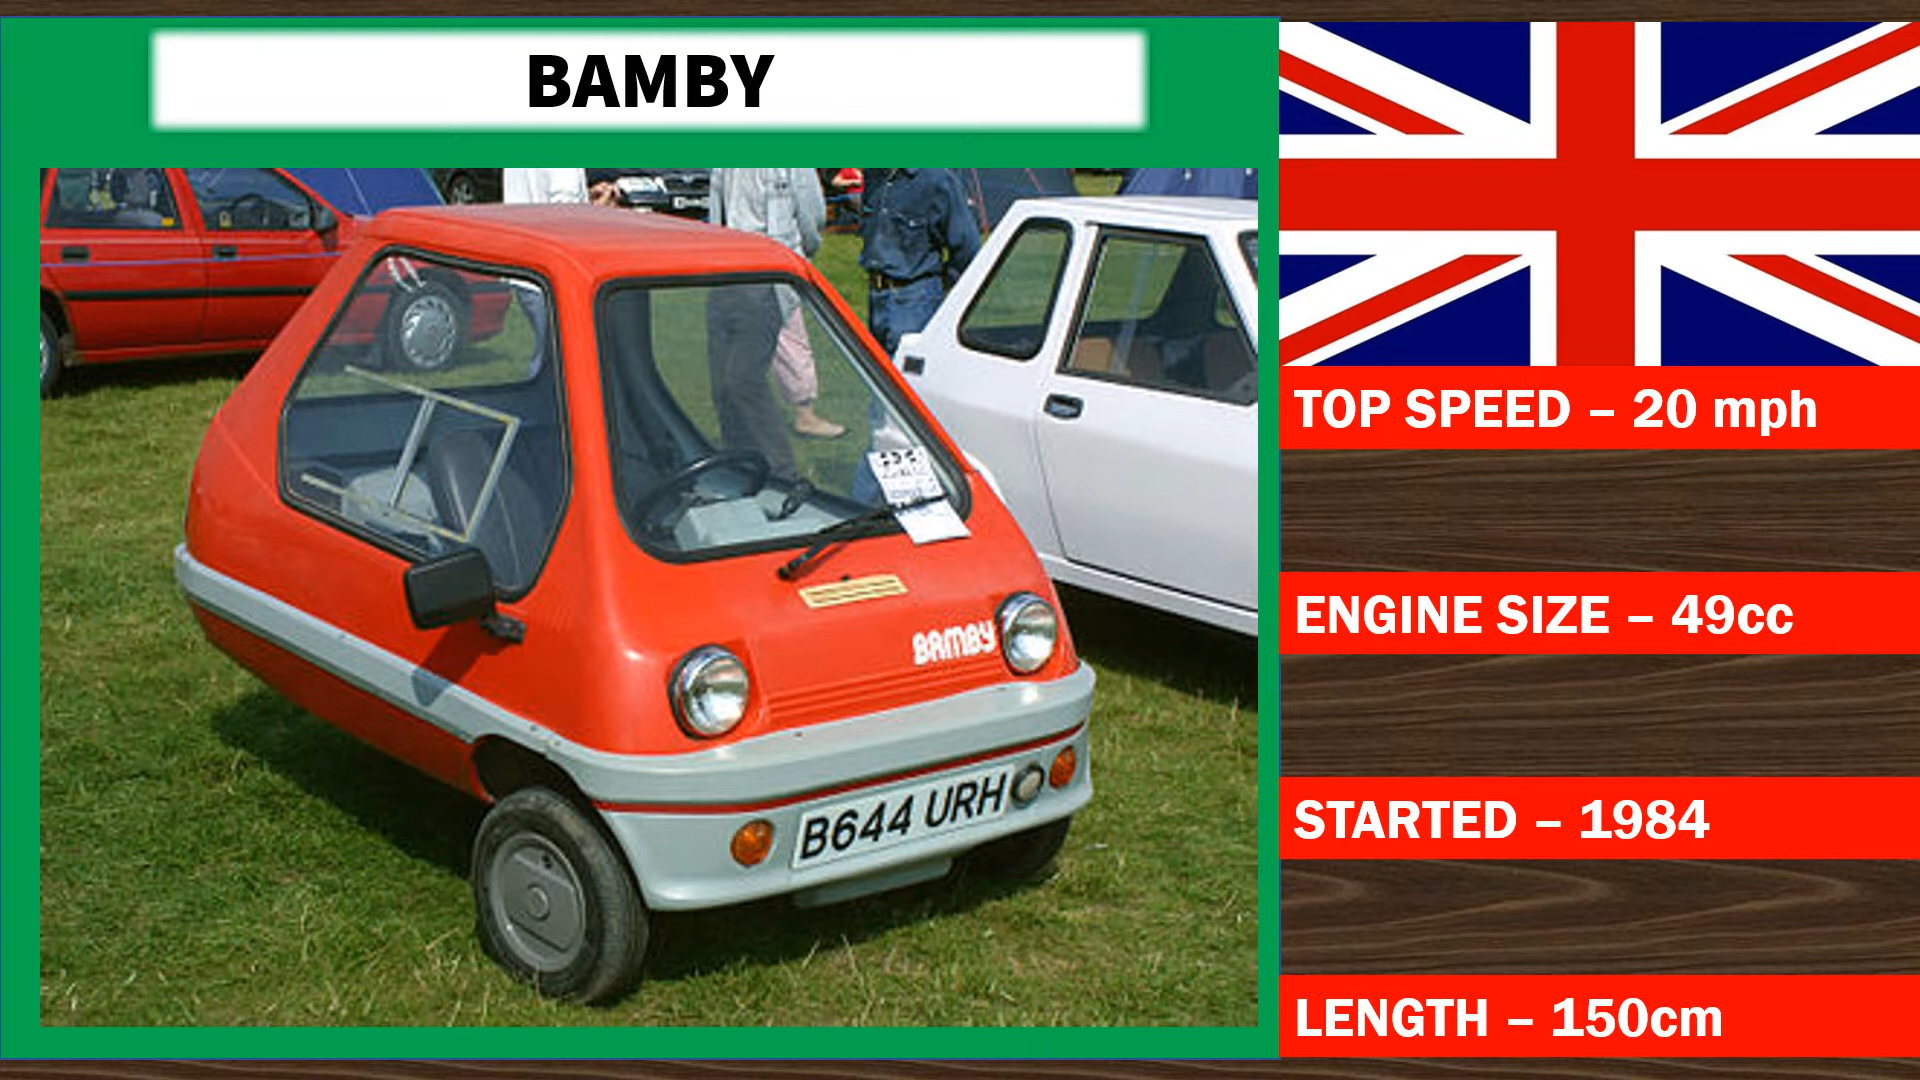 BAMBY
TOP SPEED – 20 mph
ENGINE SIZE – 49cc
STARTED – 1984
LENGTH – 150cm
BAMBY
B644 URH